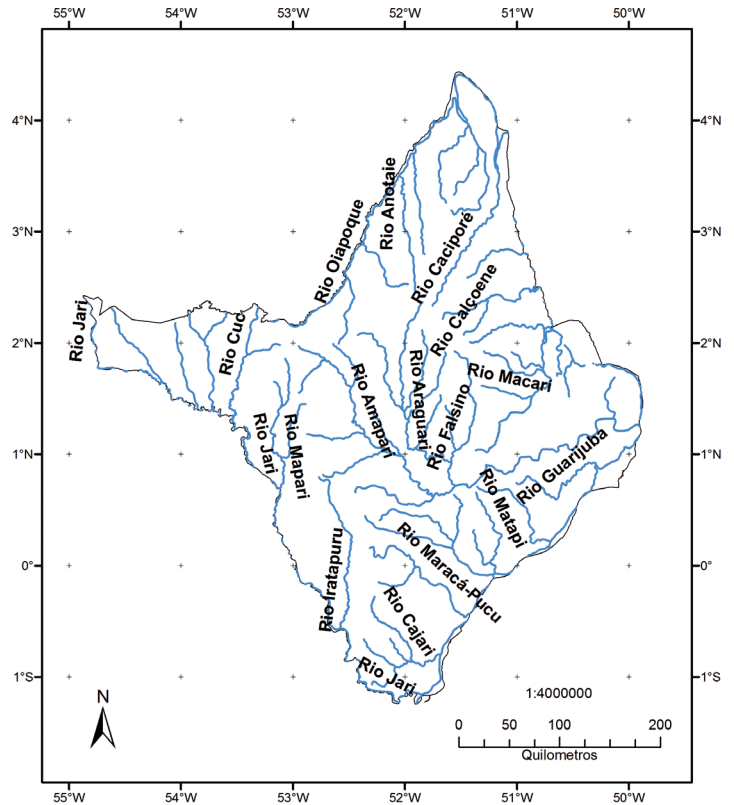 55°W 54°W 53°W 52°W 51°W 50°W
4°N 4°N
3°N 3°N
2°N 2°N
1°N 1°N
0° 0°
1°S 1°S
Rio Anotaie
Rio Oiapoque
Rio Caciporé
Rio Calçoene
Rio Jari
Rio Cuc
Rio Araguari
Rio Macari
Rio Amapari
Rio Falsino
Rio Jari
Rio Mapari
Rio Guarijuba
Rio Matapi
Rio Iratapuru
Rio Maracá-Pucu
Rio Cajari
Rio Jari
N
1:4000000
0 50 100 200
Quilometros
55°W 54°W 53°W 52°W 51°W 50°W